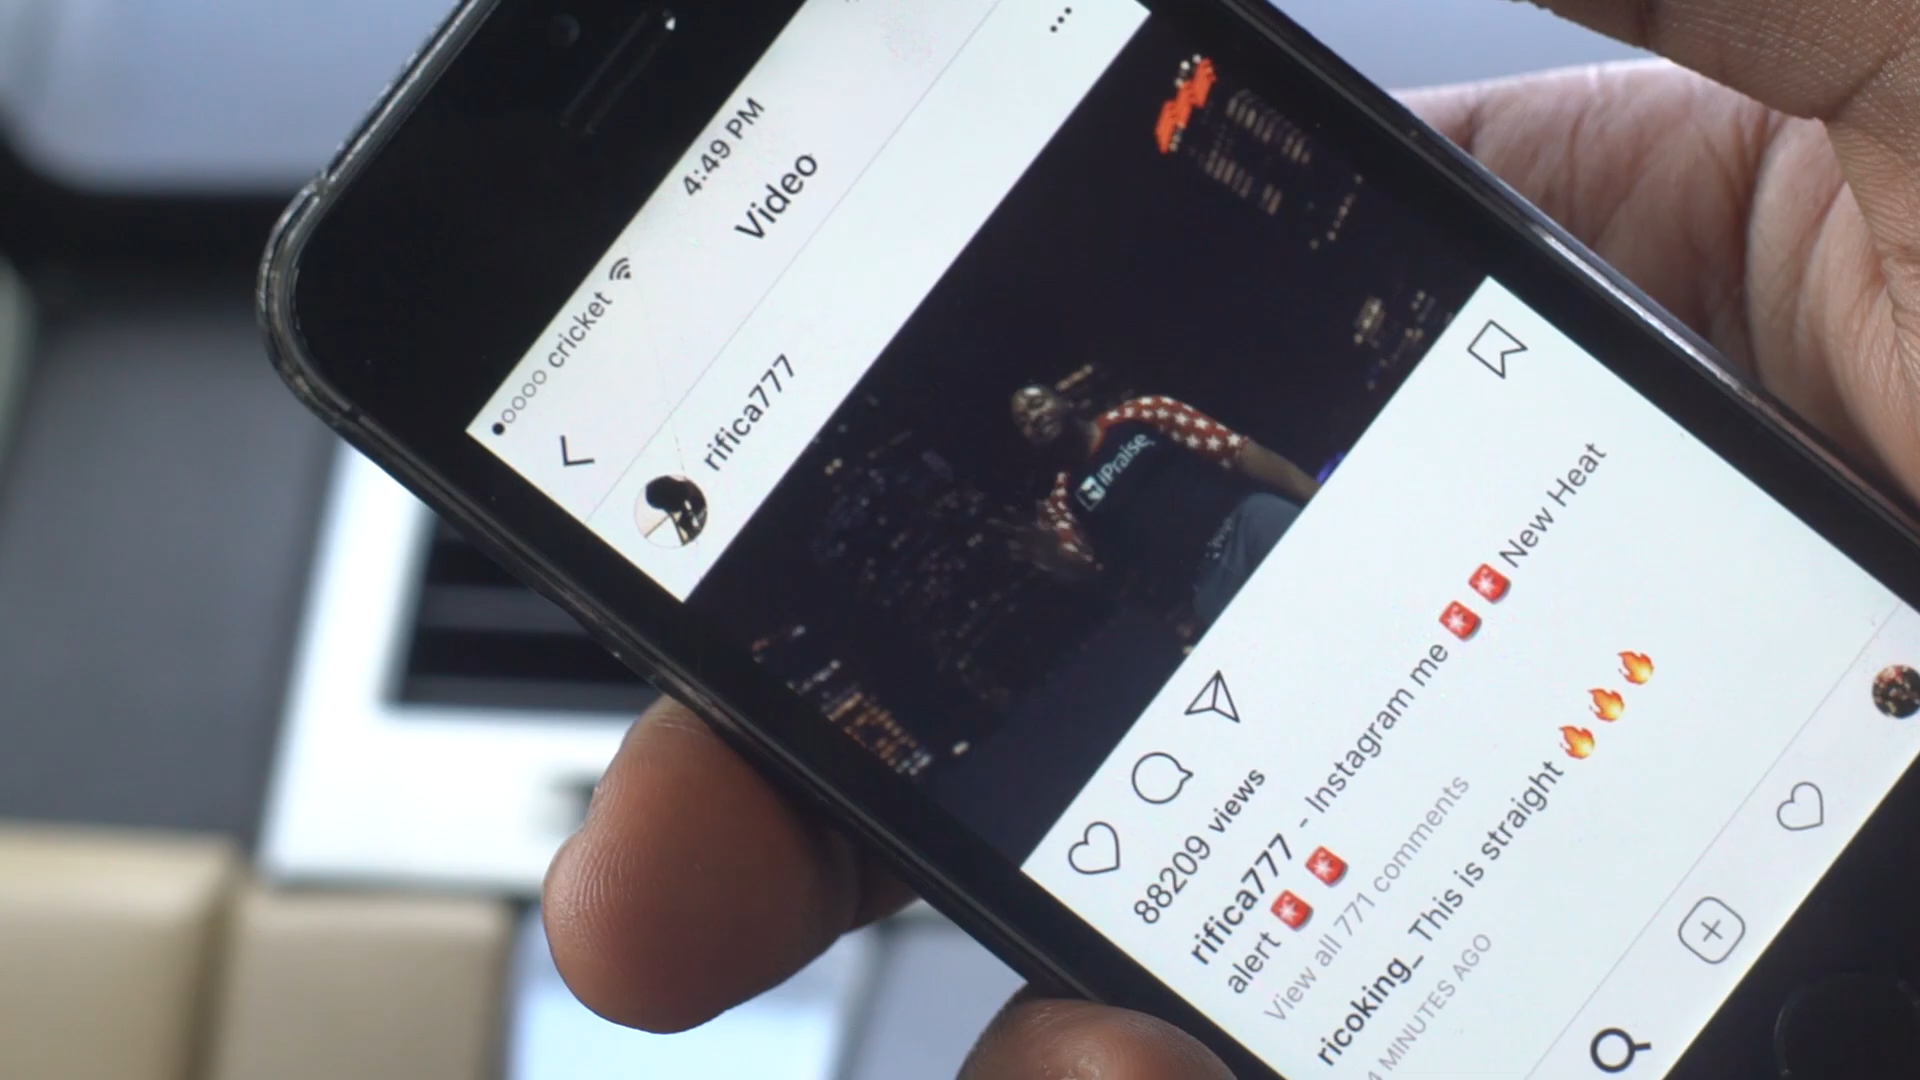 cricket 4:49 PM
Video
rifica777
IPraise
88209 views
rifica777 - Instagram me 🚨🚨 New Heat
alert 🚨🚨
View all 771 comments
ricoking_ This is straight 🔥🔥🔥
4 MINUTES AGO